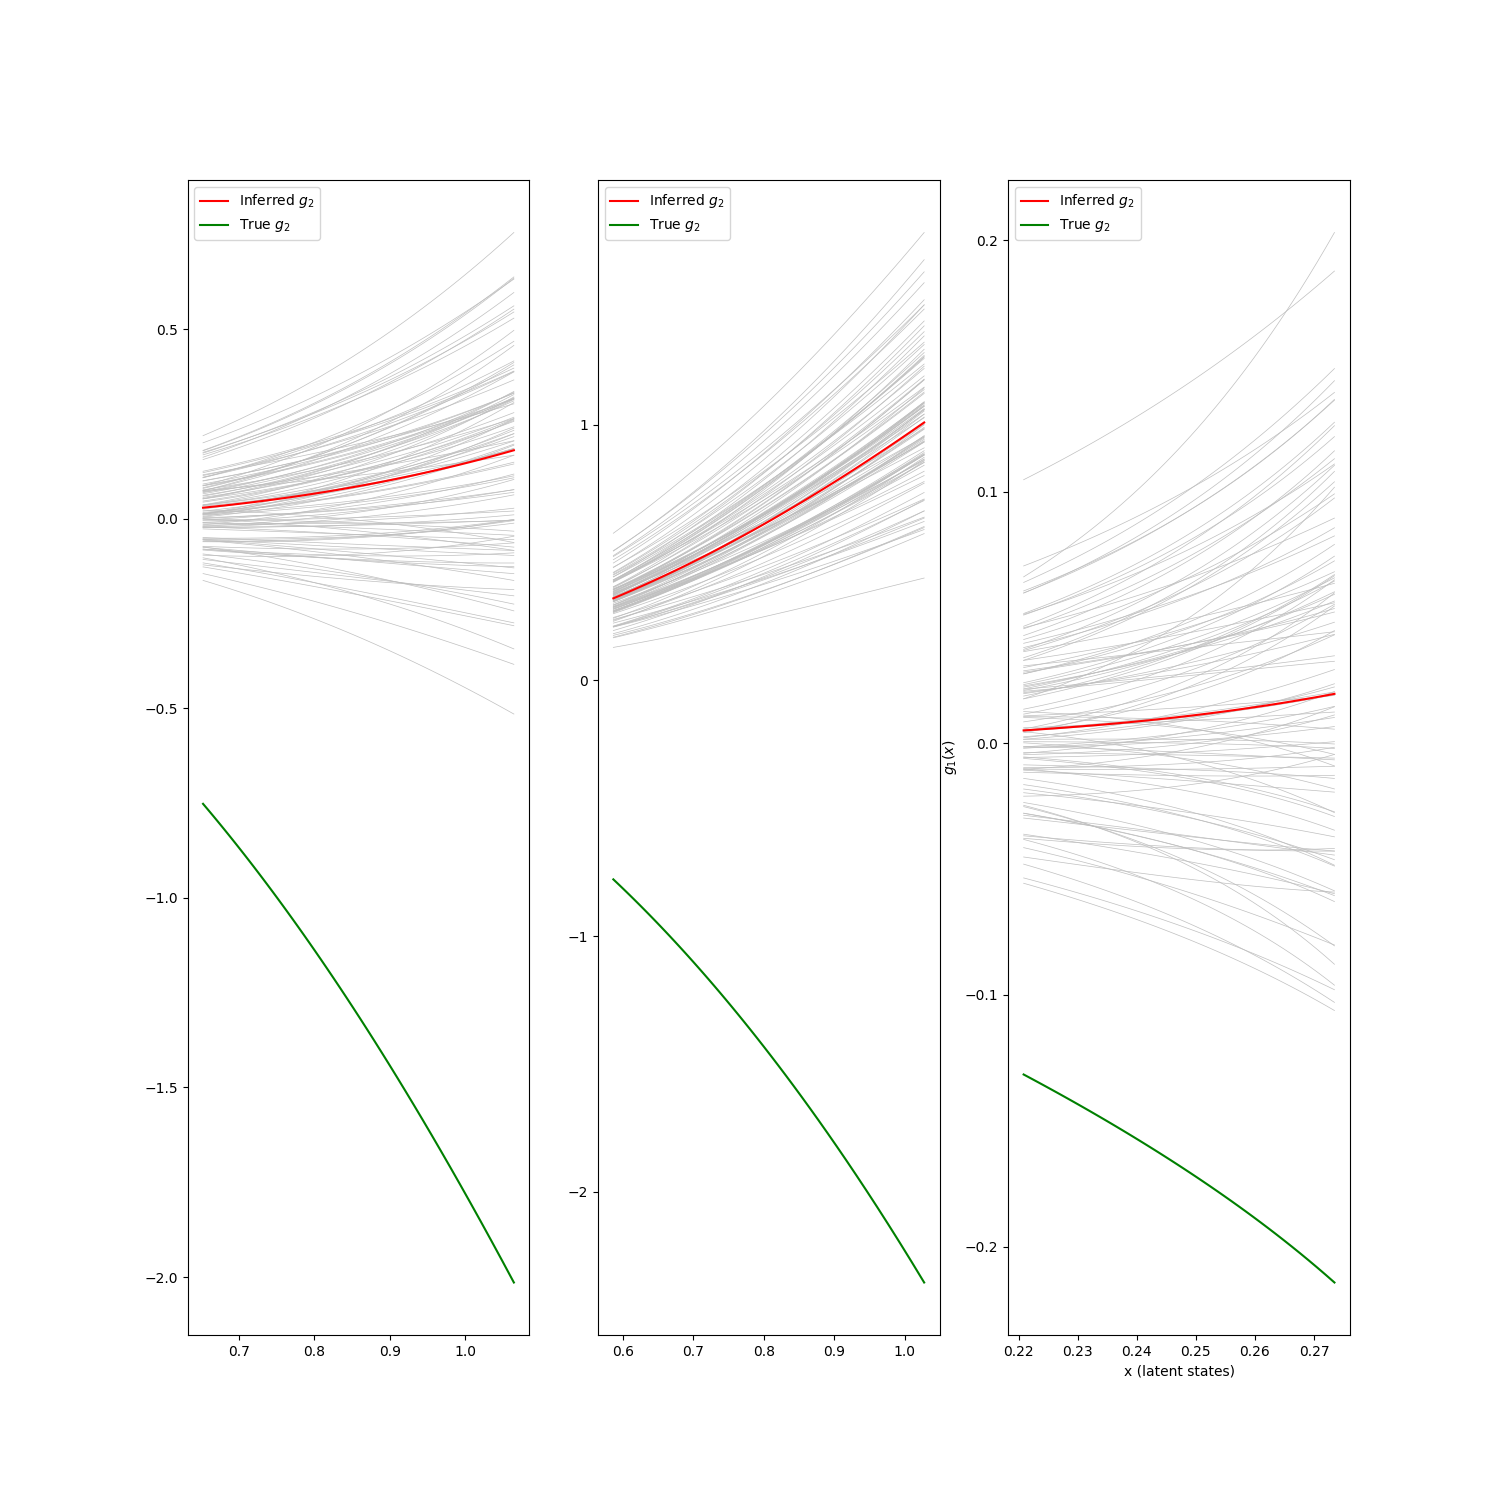 Inferred g₂
True g₂
0.5
0.0
−0.5
−1.0
−1.5
−2.0
0.7 0.8 0.9 1.0
Inferred g₂
True g₂
1
0
−1
−2
0.6 0.7 0.8 0.9 1.0
Inferred g₂
True g₂
g₁(x)
0.2
0.1
0.0
−0.1
−0.2
0.22 0.23 0.24 0.25 0.26 0.27
x (latent states)